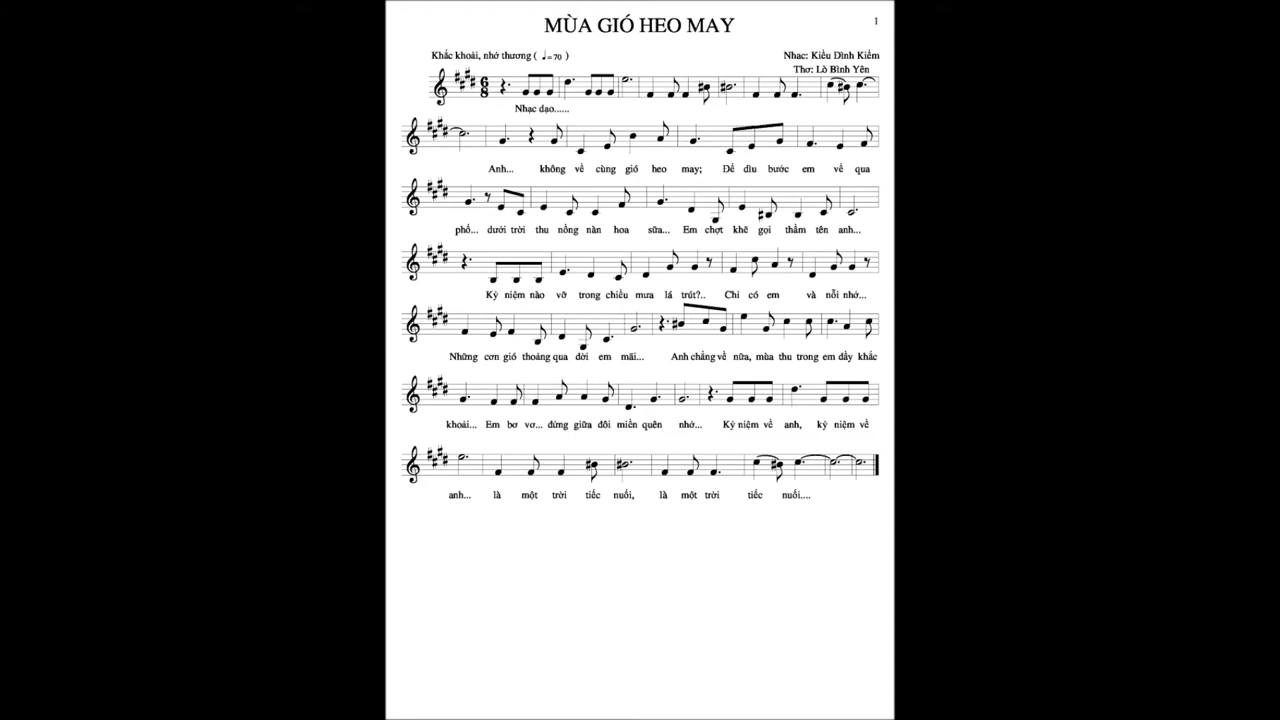 MÙA GIÓ HEO MAY
1
Khắc khoải, nhớ thương ( ♩=70 )
Nhạc: Kiều Đình Kiểm
Thơ: Lò Bình Yên
6
8
Nhạc dạo......
Anh... không về cùng gió heo may; Để dìu bước em về qua
phố... dưới trời thu nồng nàn hoa sữa... Em chợt khẽ gọi thầm tên anh...
Kỷ niệm nào vỡ trong chiều mưa lá trút?.. Chỉ có em và nỗi nhớ...
Những cơn gió thoảng qua đời em mãi... Anh chẳng về nữa, mùa thu trong em đầy khắc
khoải... Em bơ vơ... đứng giữa đôi miền quên nhớ... Kỷ niệm về anh, kỷ niệm về
anh... là một trời tiếc nuối, là một trời tiếc nuối....